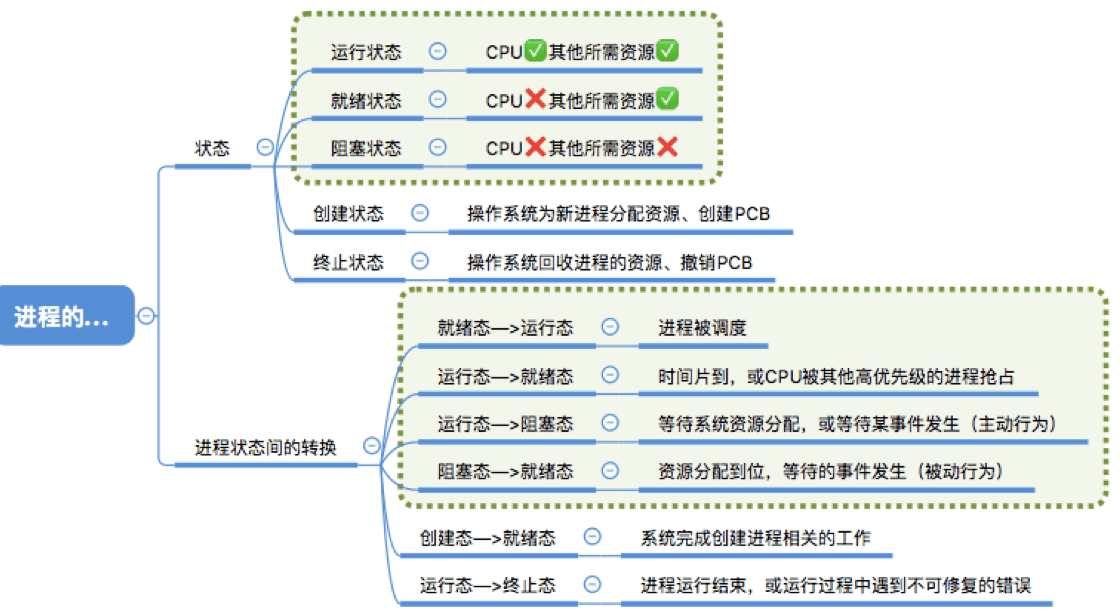 进程的...
状态
运行状态 CPU✅其他所需资源✅
就绪状态 CPU❌其他所需资源✅
阻塞状态 CPU❌其他所需资源❌
创建状态 操作系统为新进程分配资源、创建PCB
终止状态 操作系统回收进程的资源、撤销PCB
进程状态间的转换
就绪态—>运行态 进程被调度
运行态—>就绪态 时间片到，或CPU被其他高优先级的进程抢占
运行态—>阻塞态 等待系统资源分配，或等待某事件发生（主动行为）
阻塞态—>就绪态 资源分配到位，等待的事件发生（被动行为）
创建态—>就绪态 系统完成创建进程相关的工作
运行态—>终止态 进程运行结束，或运行过程中遇到不可修复的错误